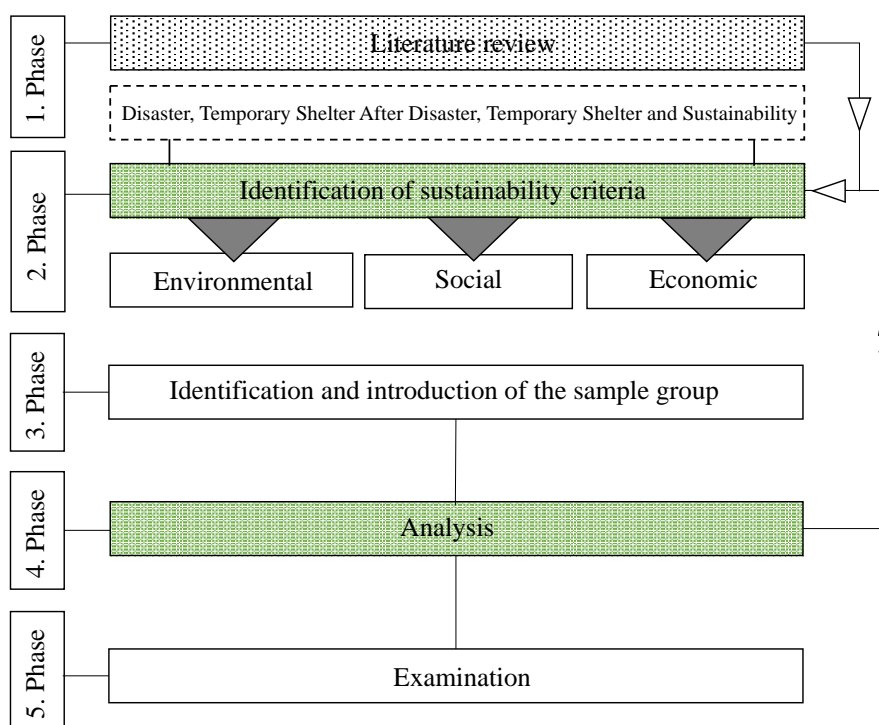 1. Phase
Literature review
Disaster, Temporary Shelter After Disaster, Temporary Shelter and Sustainability
2. Phase
Identification of sustainability criteria
Environmental
Social
Economic
3. Phase
Identification and introduction of the sample group
4. Phase
Analysis
5. Phase
Examination